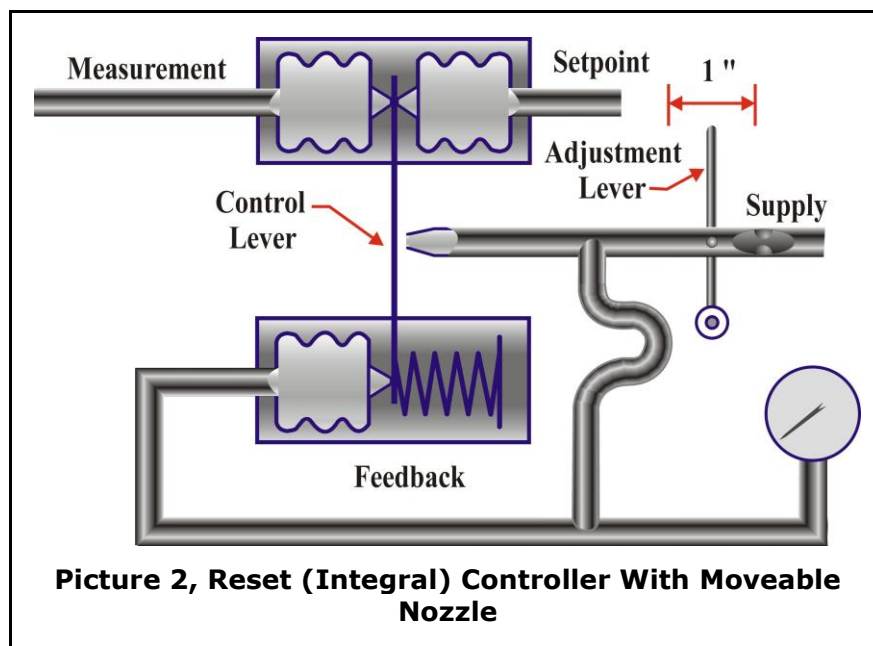 Measurement
Setpoint
1 "
Adjustment
Lever
Supply
Control
Lever
Feedback
Picture 2, Reset (Integral) Controller With Moveable
Nozzle